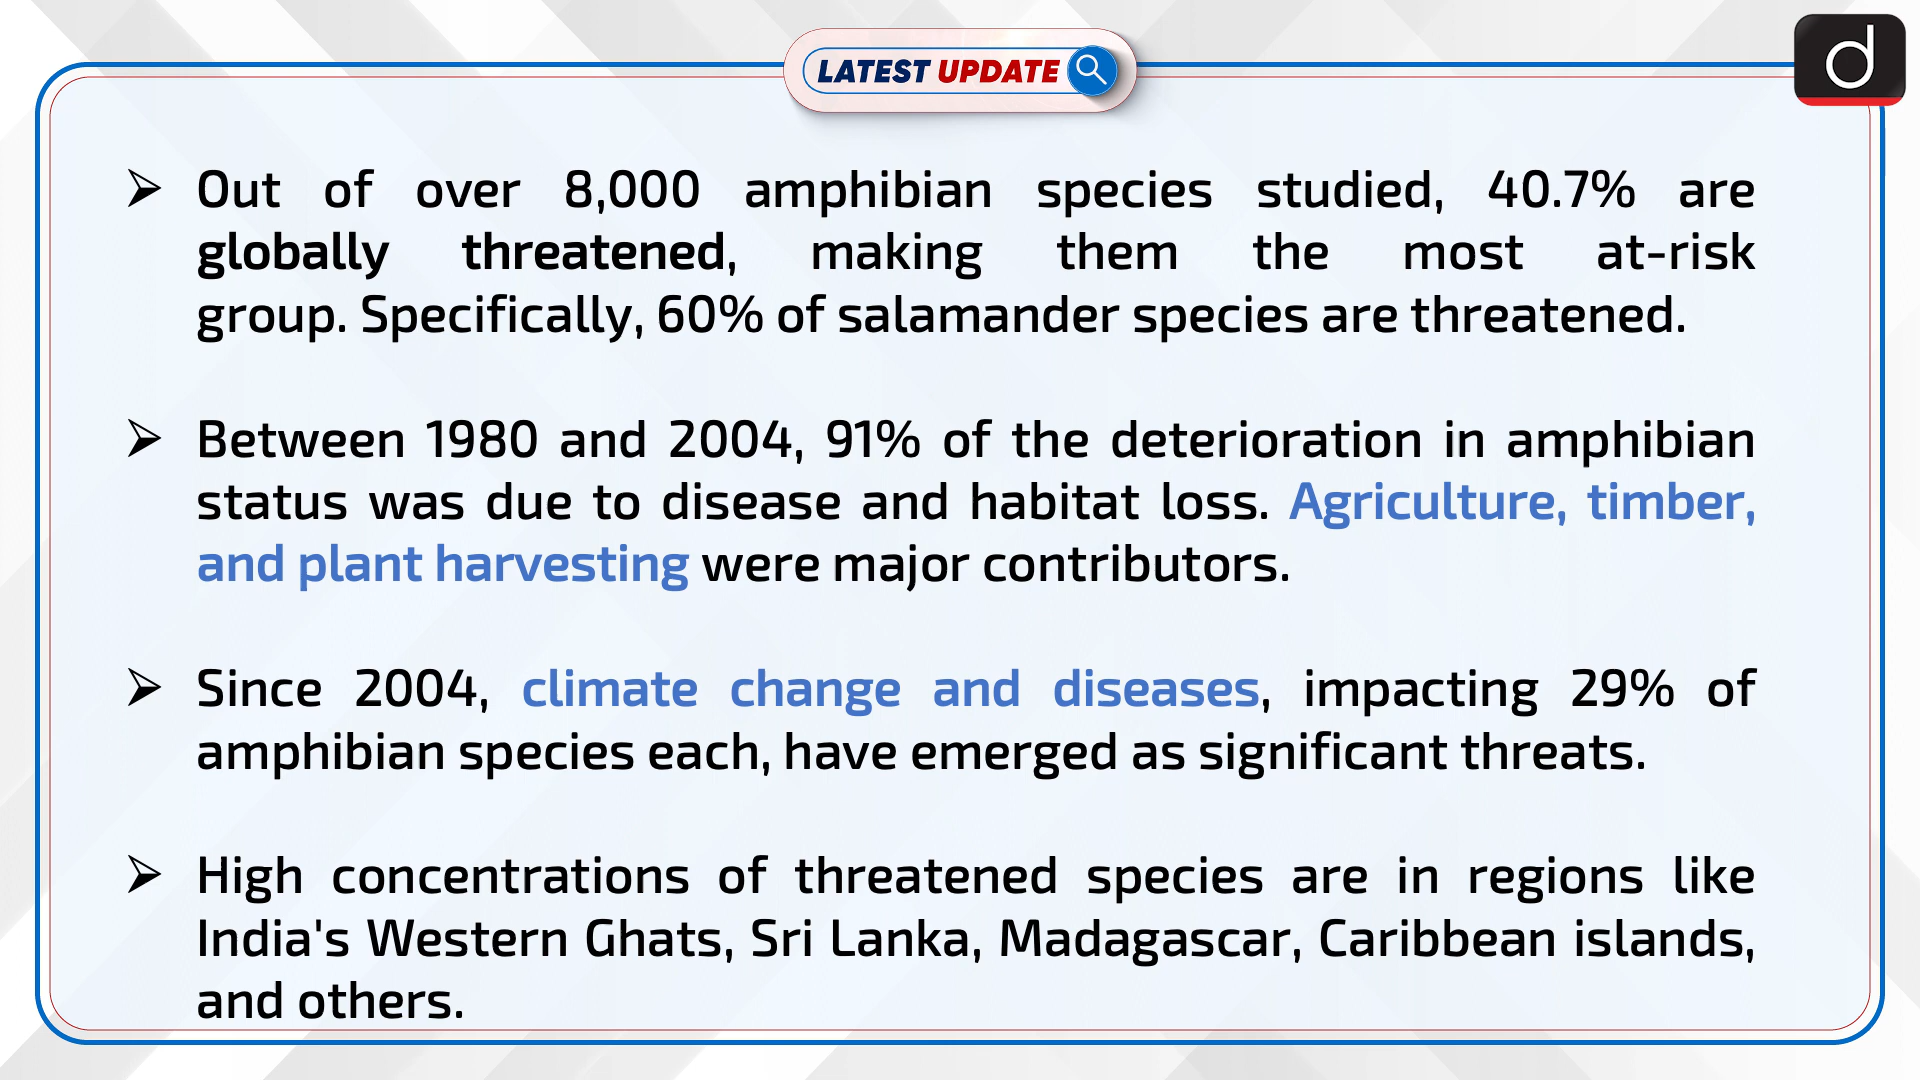 LATEST UPDATE
d
➢ Out of over 8,000 amphibian species studied, 40.7% are
globally threatened, making them the most at-risk
group. Specifically, 60% of salamander species are threatened.
➢ Between 1980 and 2004, 91% of the deterioration in amphibian
status was due to disease and habitat loss. Agriculture, timber,
and plant harvesting were major contributors.
➢ Since 2004, climate change and diseases, impacting 29% of
amphibian species each, have emerged as significant threats.
➢ High concentrations of threatened species are in regions like
India's Western Ghats, Sri Lanka, Madagascar, Caribbean islands,
and others.